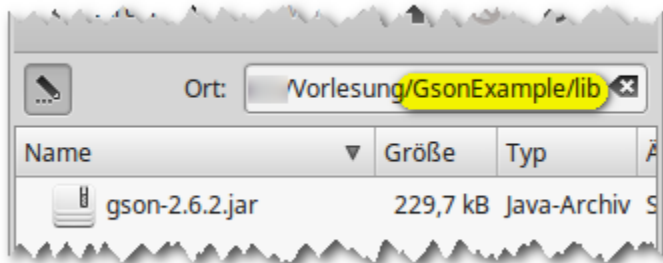 Ort: /Vorlesung/GsonExample/lib
Name Größe Typ
gson-2.6.2.jar 229,7 kB Java-Archiv